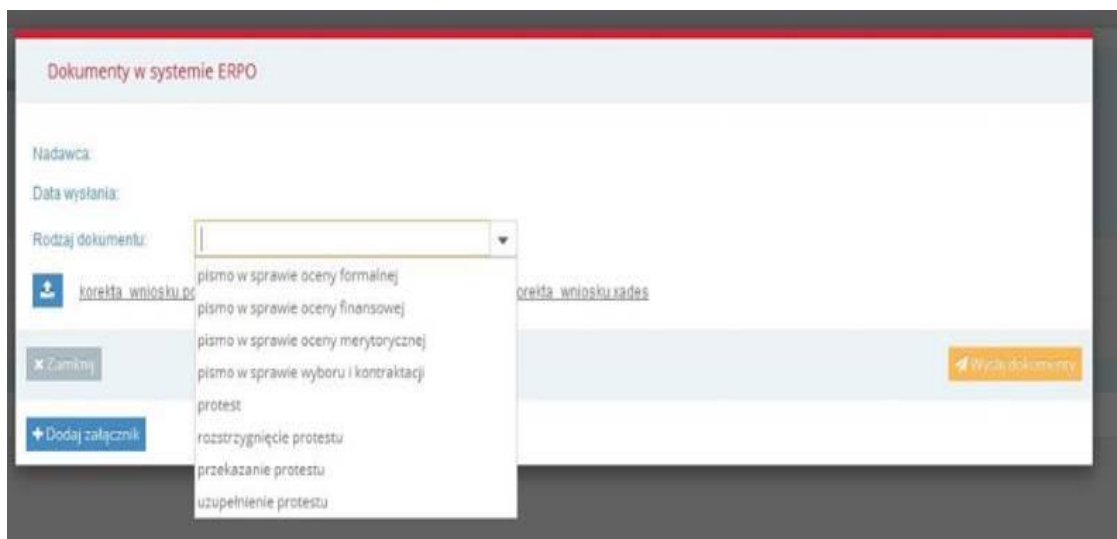 Dokumenty w systemie ERPO
Nadawca:
Data wysłania:
Rodzaj dokumentu:
pismo w sprawie oceny formalnej
korekta_wniosku.pd orekta_wniosku.xades
pismo w sprawie oceny finansowej
pismo w sprawie oceny merytorycznej
Zamknij
pismo w sprawie wyboru i kontraktacji
Wyślij dokumenty
protest
Dodaj załącznik
rozstrzygnięcie protestu
przekazanie protestu
uzupełnienie protestu